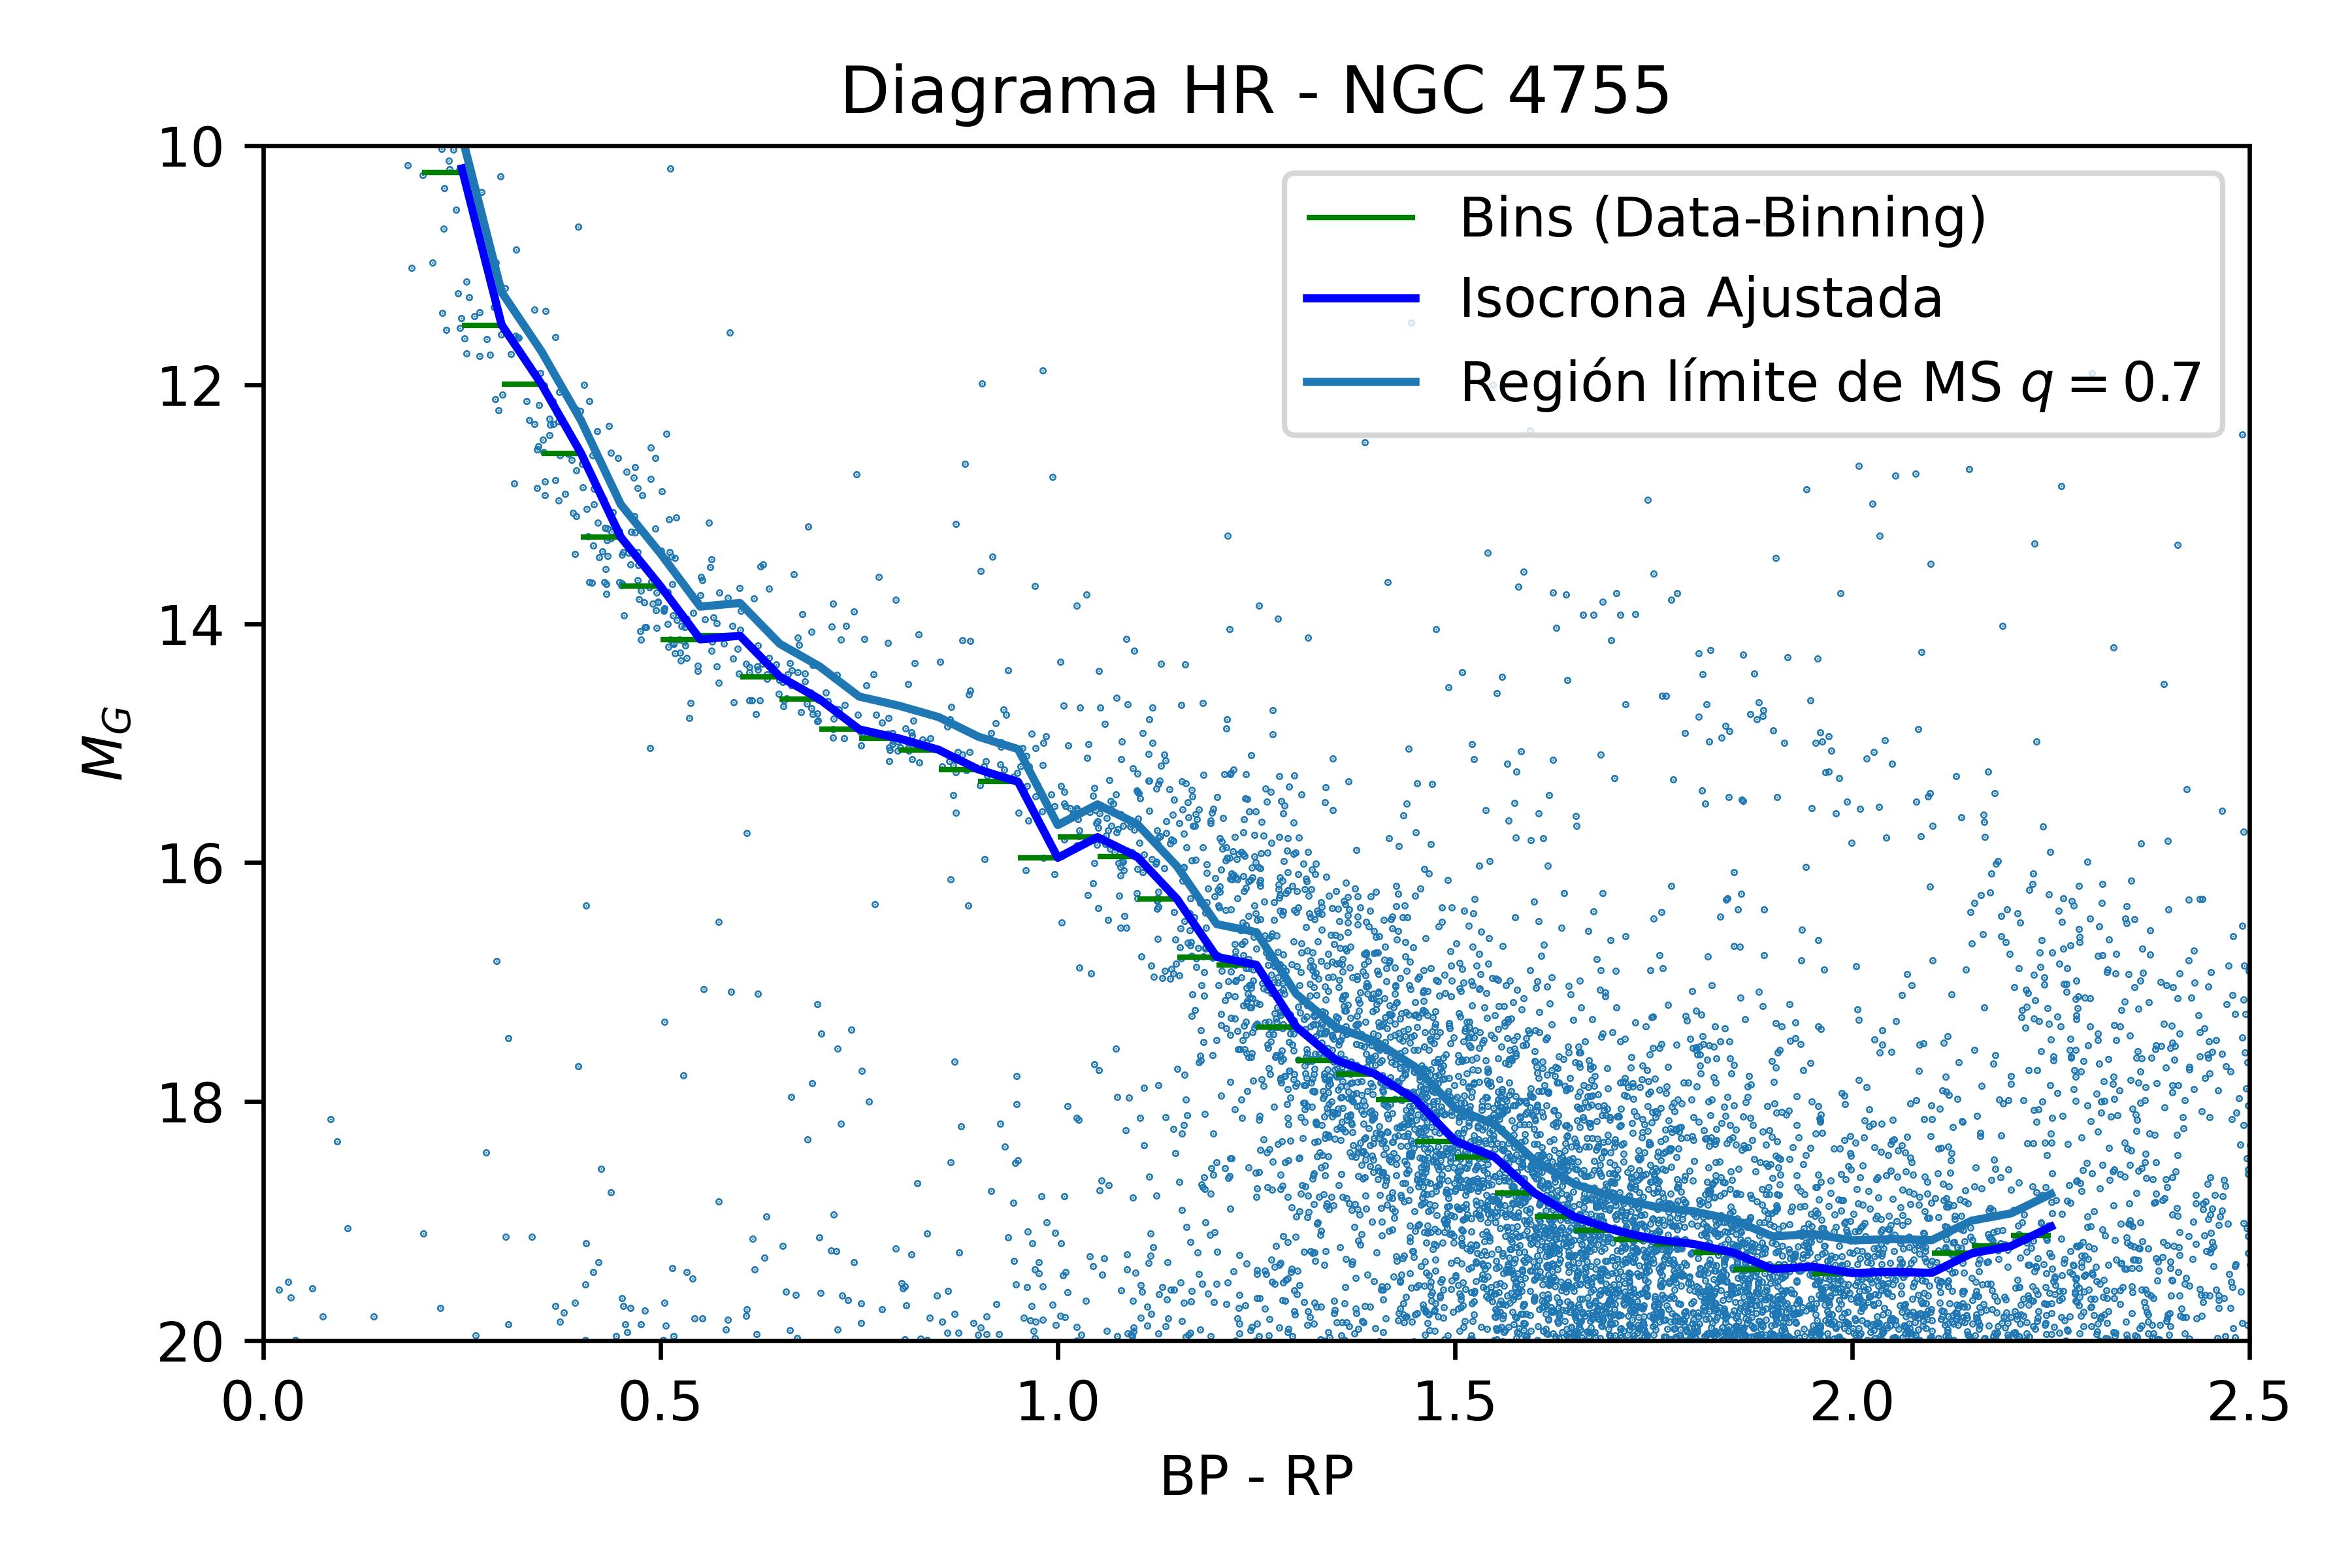 Diagrama HR - NGC 4755
Bins (Data-Binning)
Isocrona Ajustada
Región límite de MS q = 0.7
M_G
10
12
14
16
18
20
0.0 0.5 1.0 1.5 2.0 2.5
BP - RP